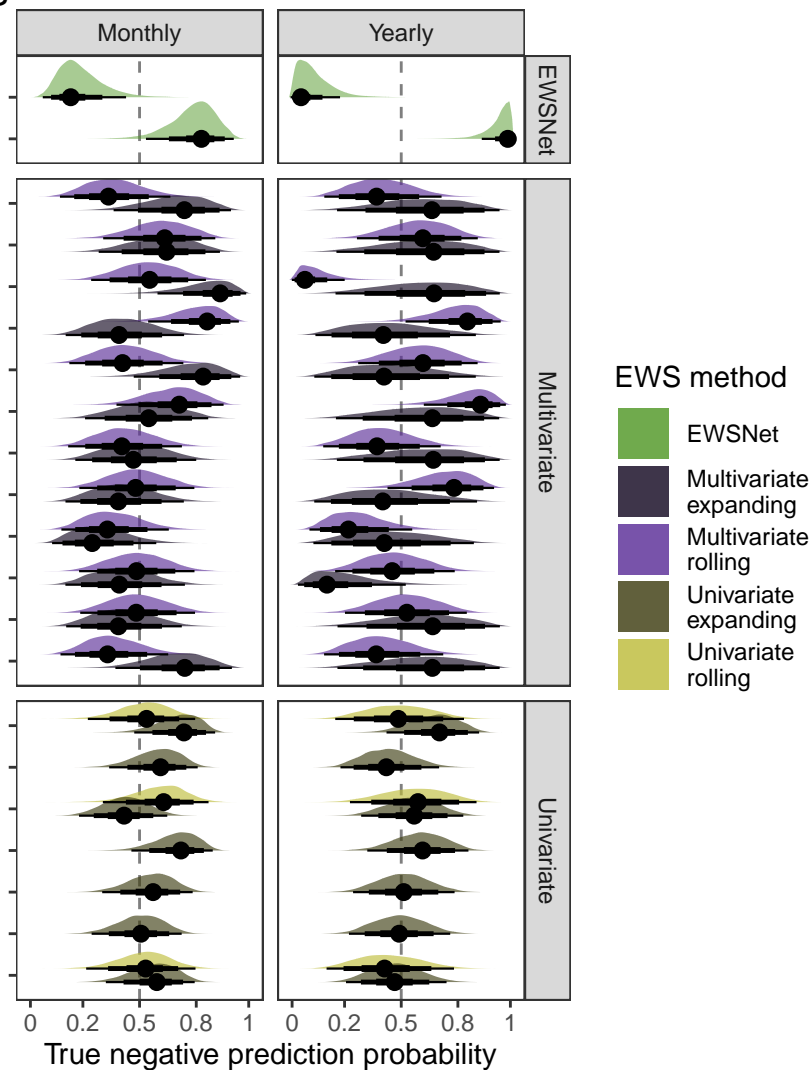 Monthly
Yearly
EWSNet
Multivariate
Univariate
0 0.2 0.5 0.8 1
0 0.2 0.5 0.8 1
True negative prediction probability
EWS method
EWSNet
Multivariate
expanding
Multivariate
rolling
Univariate
expanding
Univariate
rolling